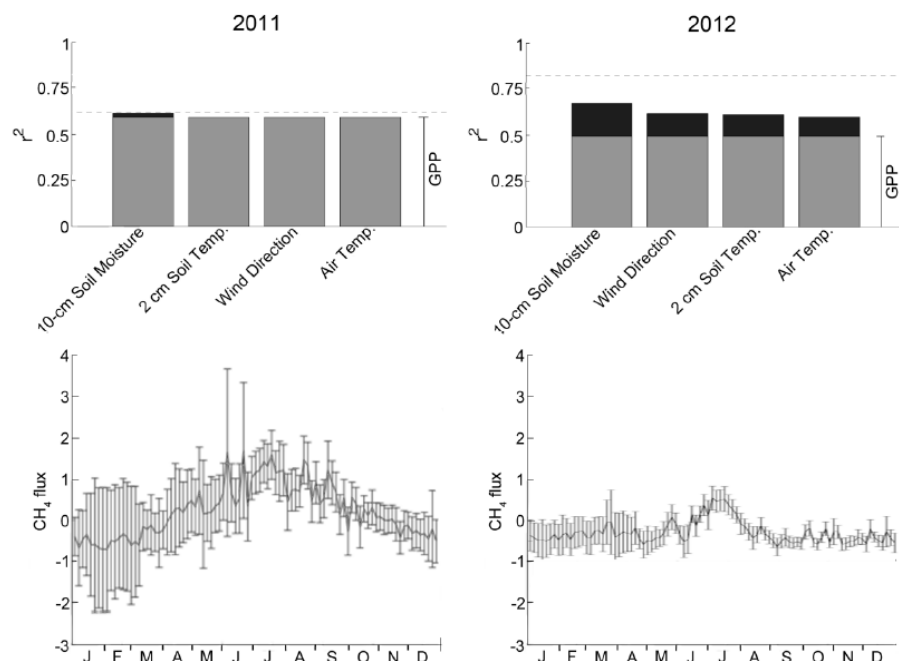 2011
1
0.75
0.5
0.25
0
r2
GPP
10-cm Soil Moisture
2 cm Soil Temp.
Wind Direction
Air Temp.
2012
1
0.75
0.5
0.25
0
r2
GPP
10-cm Soil Moisture
Wind Direction
2 cm Soil Temp.
Air Temp.
4
3
2
1
0
-1
-2
-3
CH4 flux
J F M A M J J A S O N D
4
3
2
1
0
-1
-2
-3
CH4 flux
J F M A M J J A S O N D